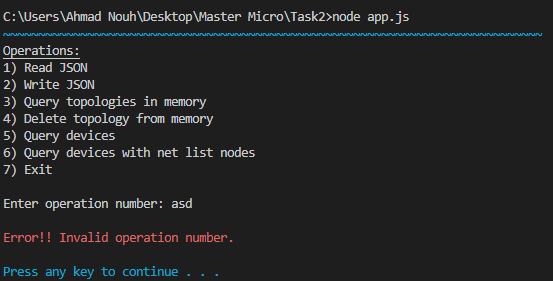 C:\Users\Ahmad Nouh\Desktop\Master Micro\Task2>node app.js
~~~~~~~~~~~~~~~~~~~~~~~~~~~~~~~~~~~~~~~~~~~~~~~~~~~~~~~~~~~~~~~~~~~~~~~~~~~~~
Operations:
1) Read JSON
2) Write JSON
3) Query topologies in memory
4) Delete topology from memory
5) Query devices
6) Query devices with net list nodes
7) Exit
Enter operation number: asd
Error!! Invalid operation number.
Press any key to continue . . .